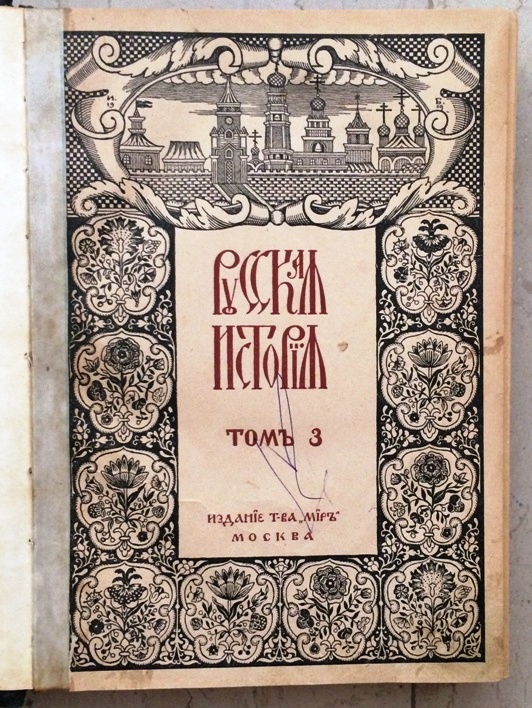 РУССКАЯ
ИСТОРІЯ
ТОМЪ 3
ИЗДАНІЕ Т-ВА „МІРЪ"
МОСКВА